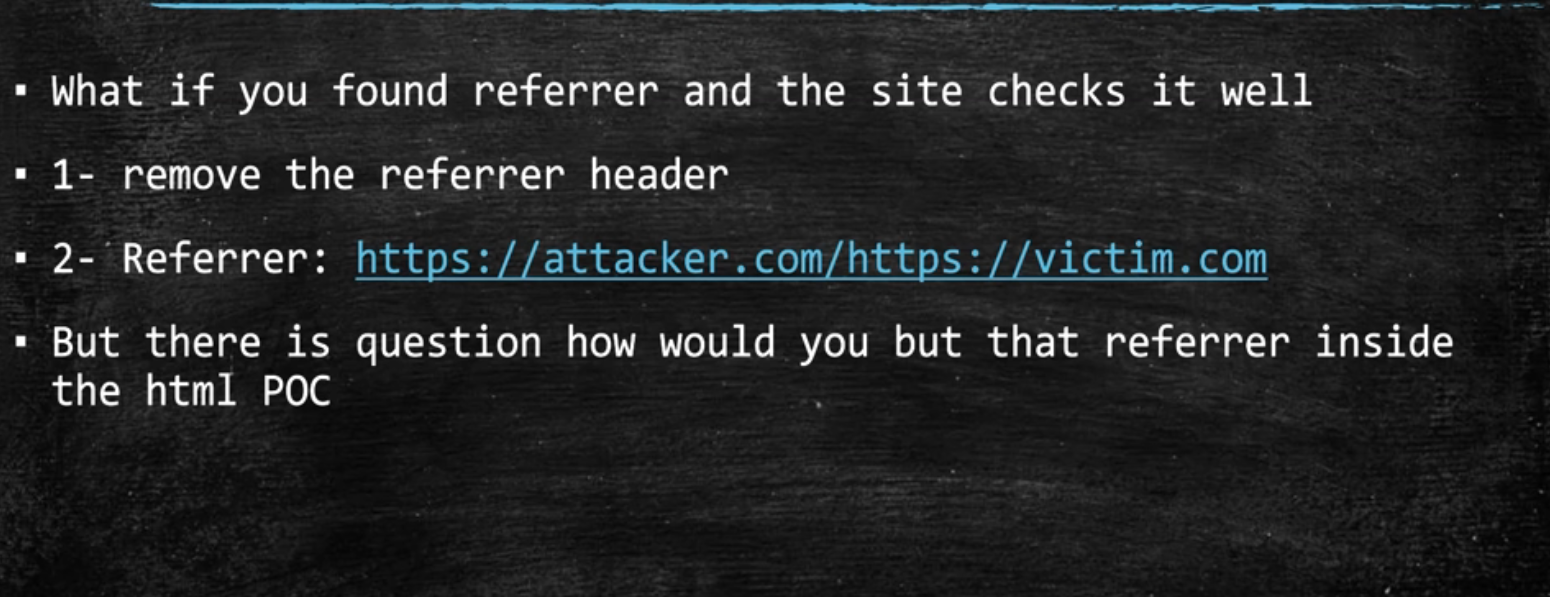 ▪ What if you found referrer and the site checks it well
▪ 1- remove the referrer header
▪ 2- Referrer: https://attacker.com/https://victim.com
▪ But there is question how would you but that referrer inside
the html POC